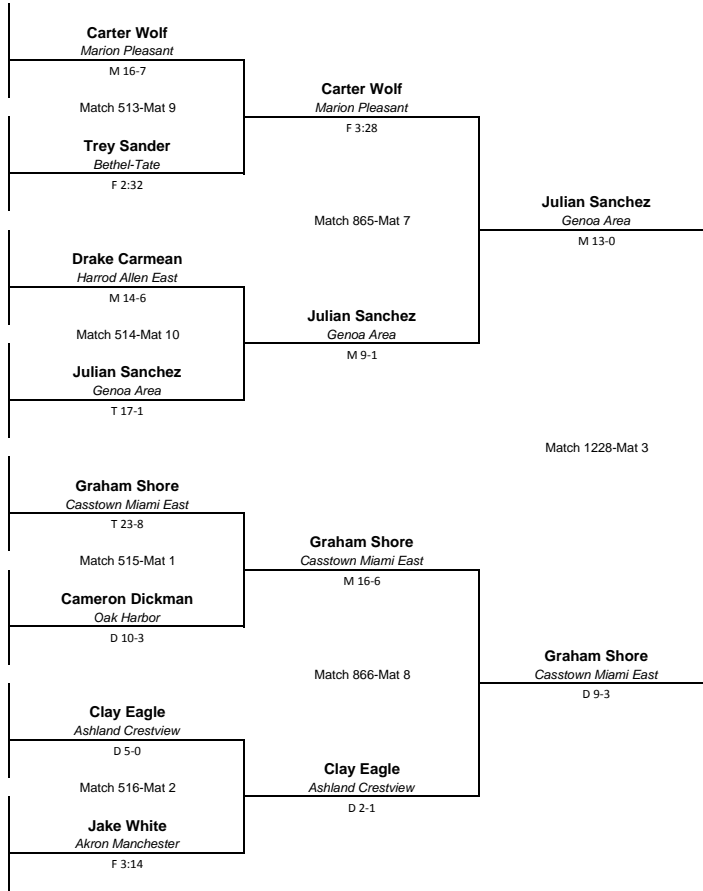 Carter Wolf
Marion Pleasant
M 16-7
Match 513-Mat 9
Trey Sander
Bethel-Tate
F 2:32
Carter Wolf
Marion Pleasant
F 3:28
Match 865-Mat 7
Drake Carmean
Harrod Allen East
M 14-6
Match 514-Mat 10
Julian Sanchez
Genoa Area
T 17-1
Julian Sanchez
Genoa Area
M 9-1
Julian Sanchez
Genoa Area
M 13-0
Match 1228-Mat 3
Graham Shore
Casstown Miami East
T 23-8
Match 515-Mat 1
Cameron Dickman
Oak Harbor
D 10-3
Graham Shore
Casstown Miami East
M 16-6
Match 866-Mat 8
Clay Eagle
Ashland Crestview
D 5-0
Match 516-Mat 2
Jake White
Akron Manchester
F 3:14
Clay Eagle
Ashland Crestview
D 2-1
Graham Shore
Casstown Miami East
D 9-3